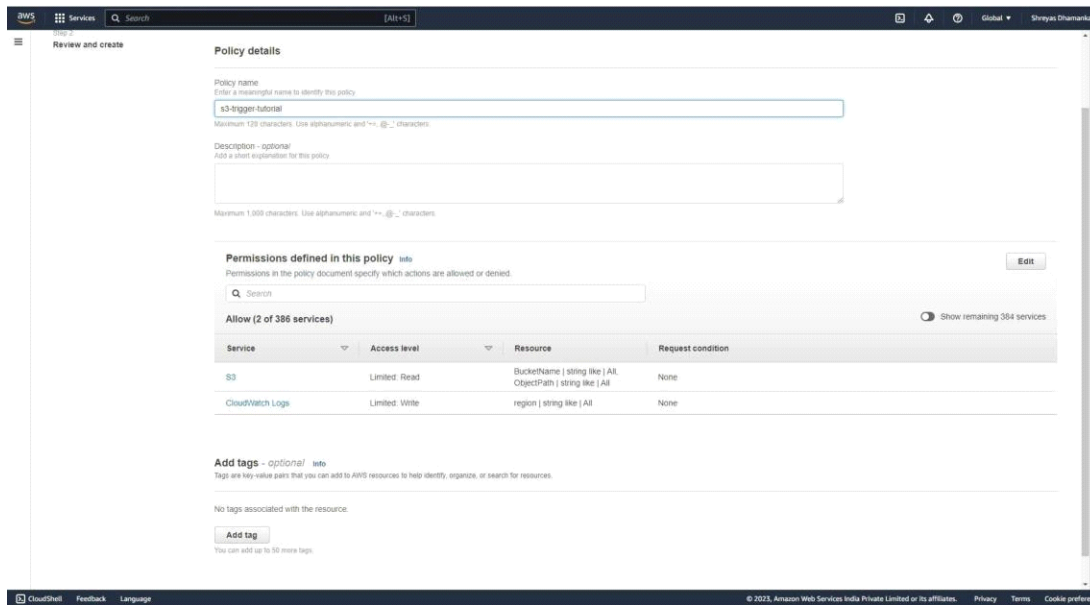 aws
Services
Search
[Alt+S]
Global
Shreyas Dhamanka
Step 2
Review and create
Policy details
Policy name
Enter a meaningful name to identify this policy.
s3-trigger-tutorial
Maximum 128 characters. Use alphanumeric and '+=,.@-_' characters.
Description - optional
Add a short explanation for this policy.
Maximum 1,000 characters. Use alphanumeric and '+=,.@-_' characters.
Permissions defined in this policy Info
Edit
Permissions in the policy document specify which actions are allowed or denied.
Search
Allow (2 of 386 services)
Show remaining 384 services
Service
Access level
Resource
Request condition
S3
Limited: Read
BucketName | string like | All,
ObjectPath | string like | All
None
CloudWatch Logs
Limited: Write
region | string like | All
None
Add tags - optional Info
Tags are key-value pairs that you can add to AWS resources to help identify, organize, or search for resources.
No tags associated with the resource.
Add tag
You can add up to 50 more tags.
CloudShell
Feedback
Language
© 2023, Amazon Web Services India Private Limited or its affiliates.
Privacy
Terms
Cookie prefere